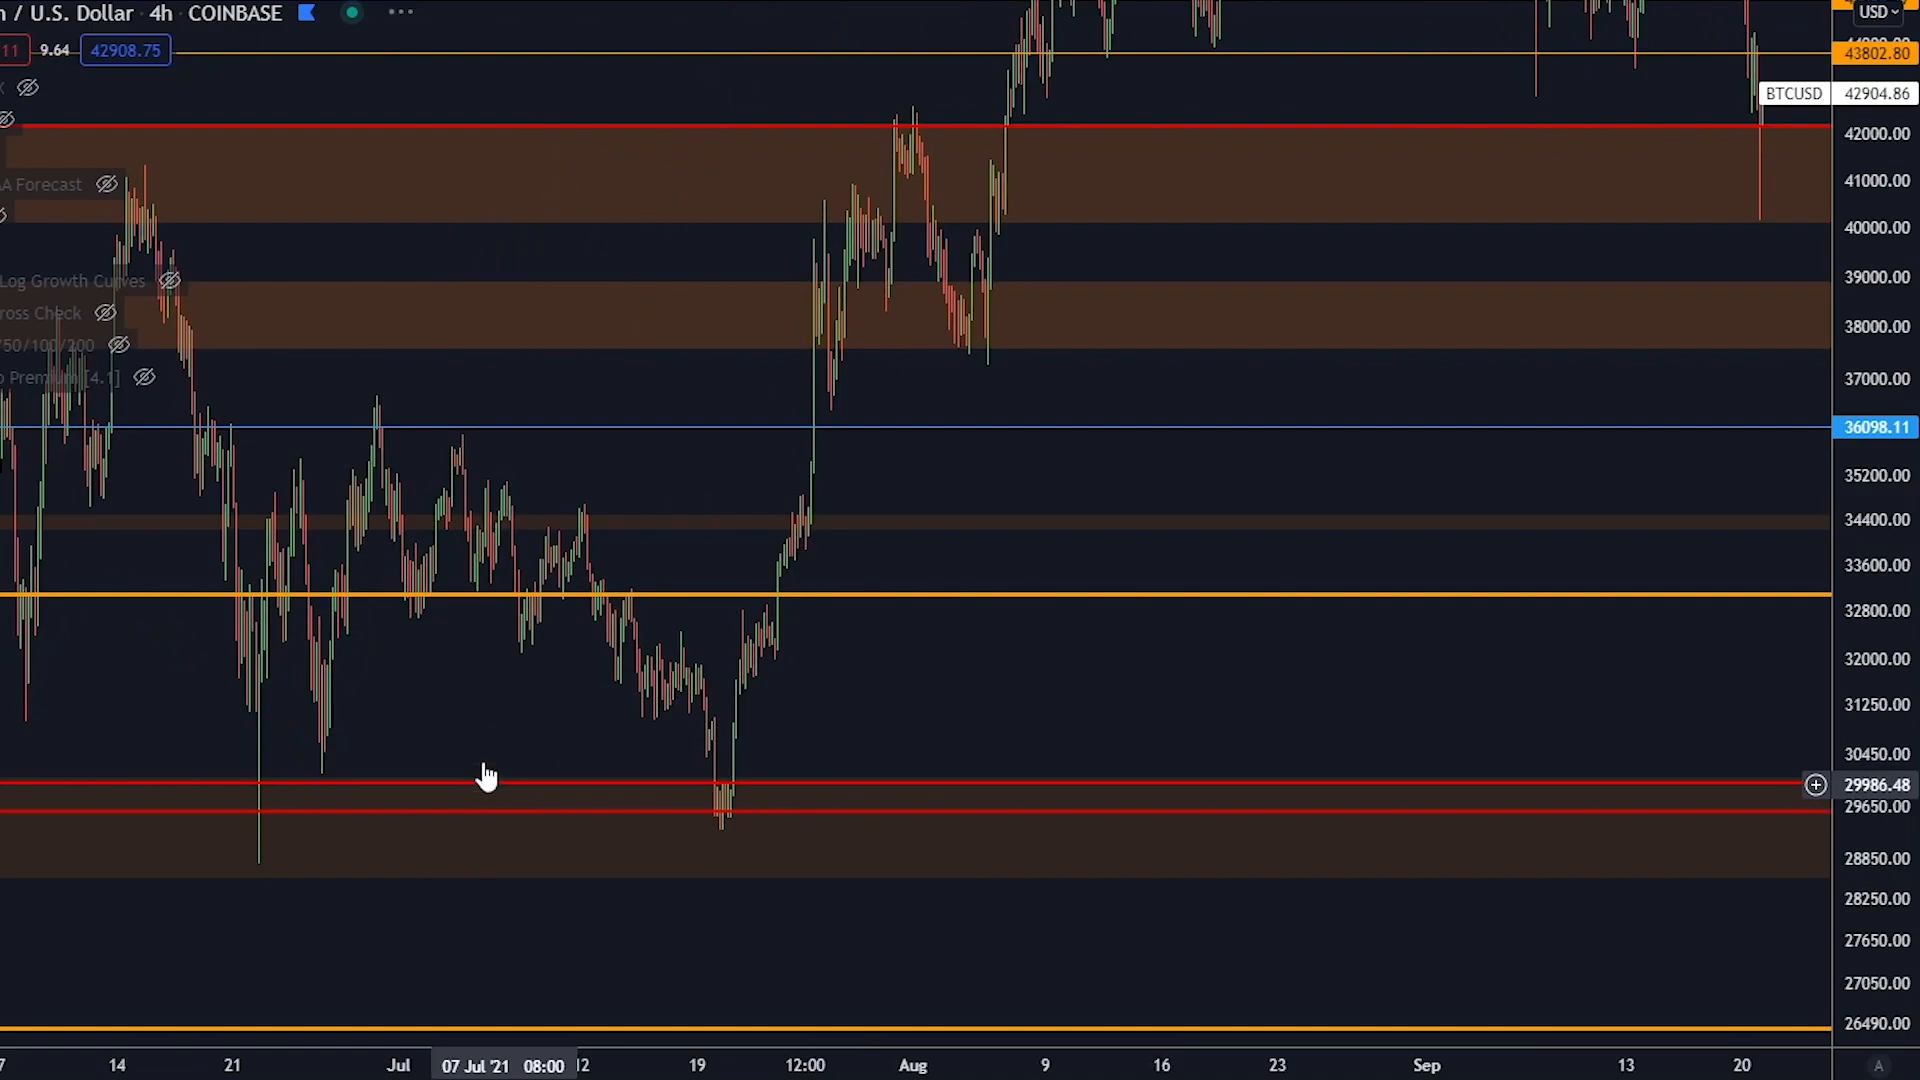 / U.S. Dollar · 4h · COINBASE USD
11 9.64 42908.75 43802.80
BTCUSD 42904.86
42000.00
A Forecast 41000.00
40000.00
Log Growth Curves 39000.00
ross Check 38000.00
/50/100/200
Premium [4.1] 37000.00
36098.11
35200.00
34400.00
33600.00
32800.00
32000.00
31250.00
30450.00
29986.48
29650.00
28850.00
28250.00
27650.00
27050.00
26490.00
7 14 21 Jul 07 Jul '21 08:00 12 19 12:00 Aug 9 16 23 Sep 13 20 A